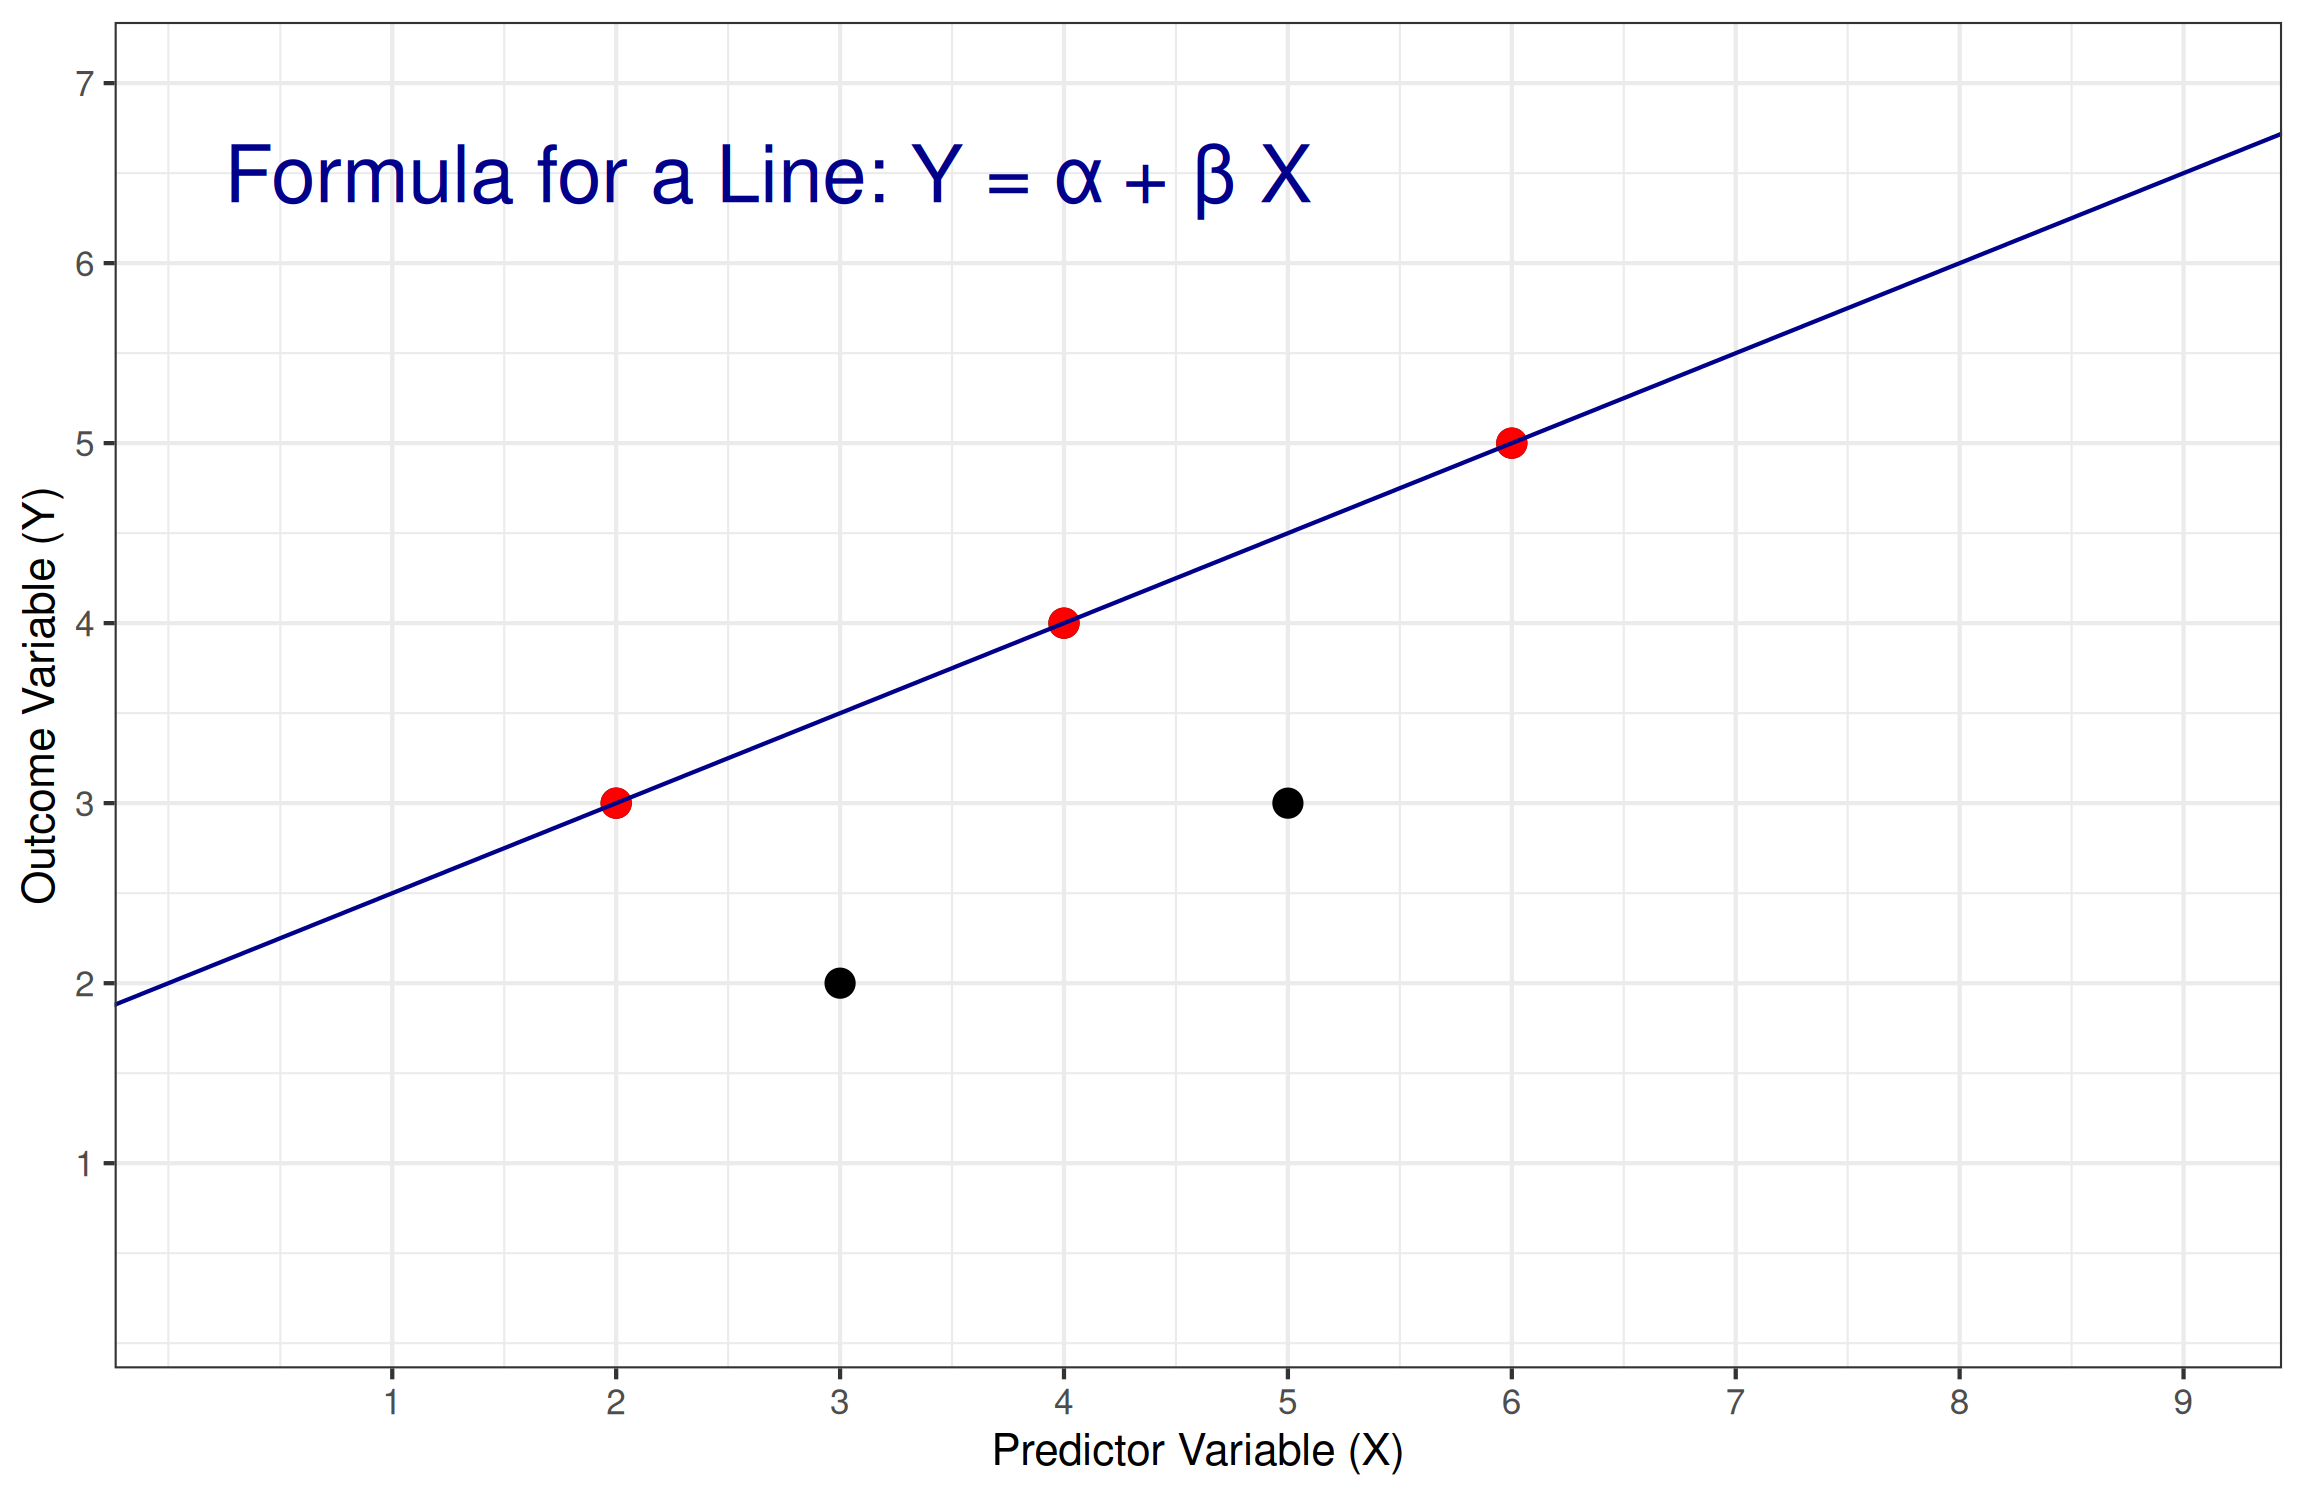 Formula for a Line: Y = α + β X
7
6
5
4
3
2
1
Outcome Variable (Y)
1 2 3 4 5 6 7 8 9
Predictor Variable (X)